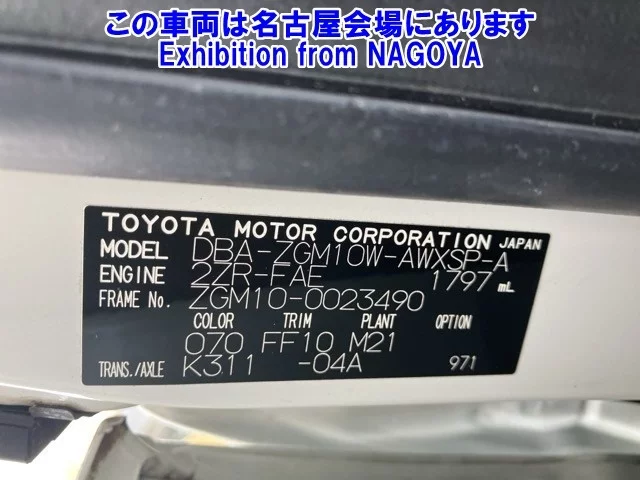 この車両は名古屋会場にあります
Exhibition from NAGOYA
TOYOTA MOTOR CORPORATION JAPAN
MODEL DBA-ZGM10W-AWXSP-A
ENGINE 2ZR-FAE 1797 mL
FRAME No. ZGM10-0023490
COLOR TRIM PLANT OPTION
070 FF10 M21
TRANS./AXLE K311 -04A 971